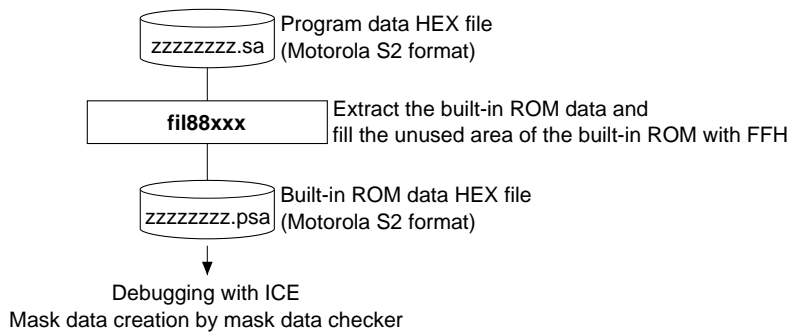 zzzzzzzz.sa
Program data HEX file
(Motorola S2 format)
fil88xxx
Extract the built-in ROM data and
fill the unused area of the built-in ROM with FFH
zzzzzzzz.psa
Built-in ROM data HEX file
(Motorola S2 format)
Debugging with ICE
Mask data creation by mask data checker